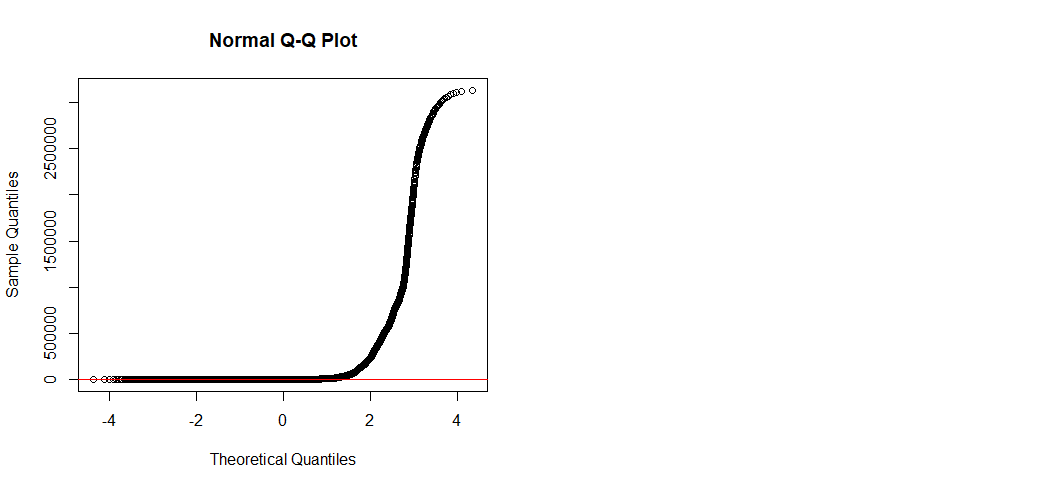 Normal Q-Q Plot
Sample Quantiles
2500000
1500000
500000
0
-4 -2 0 2 4
Theoretical Quantiles